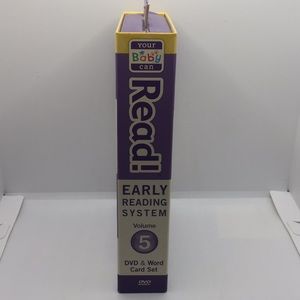 your
Baby
can
Read!
EARLY
READING
SYSTEM
Volume
5
DVD & Word
Card Set
DVD